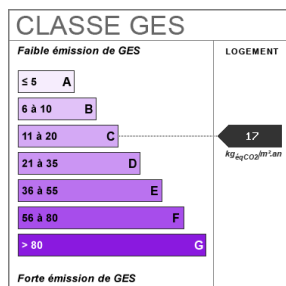 CLASSE GES
Faible émission de GES
LOGEMENT
≤ 5 A
6 à 10 B
11 à 20 C
17
kgéqCO2/m².an
21 à 35 D
36 à 55 E
56 à 80 F
> 80 G
Forte émission de GES